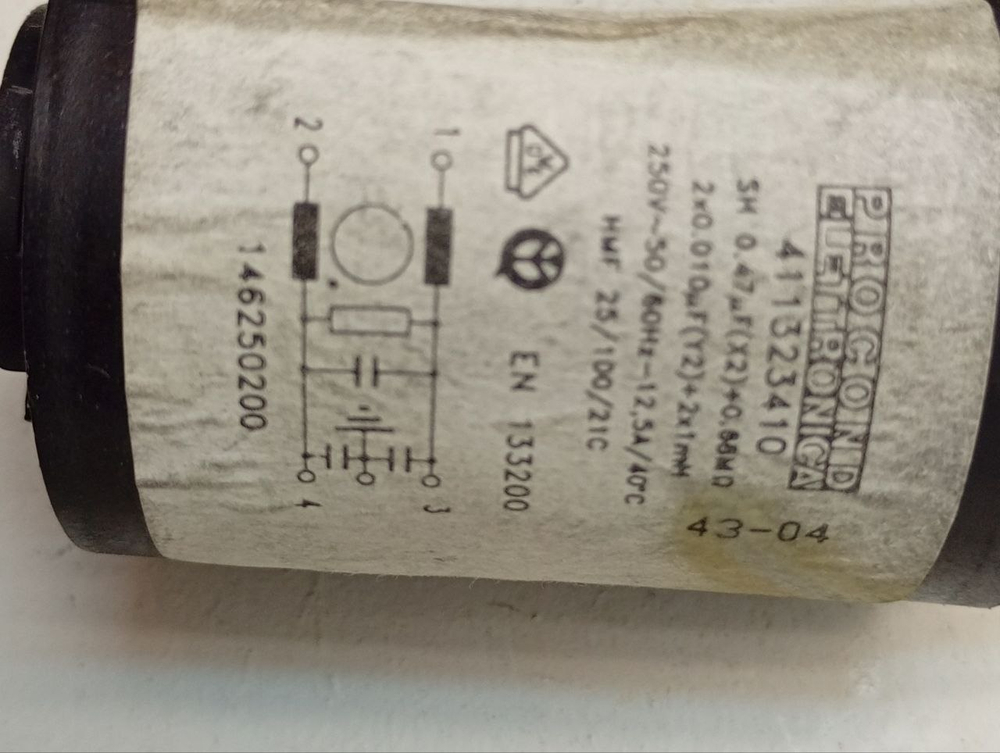 PROCOND
ELETTRONICA
411323410
43-04
SH 0.47µF(X2)+0.68MΩ
2x0.010µF(Y2)+2x1mH
250V~50/60Hz-12,5A/40°C
HMF 25/100/21C
EN 133200
1
3
2
4
146250200